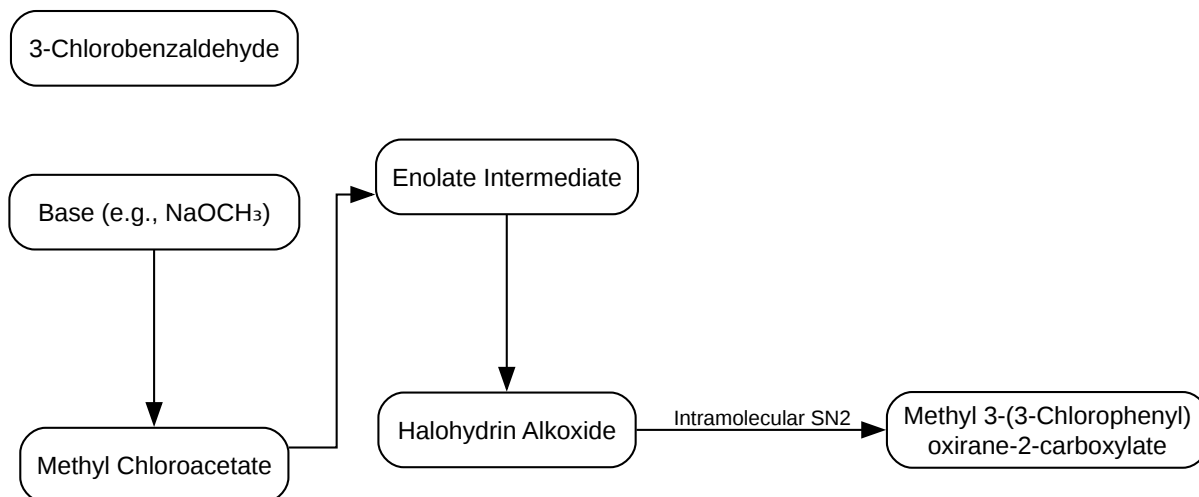 3-Chlorobenzaldehyde
Base (e.g., NaOCH₃)
Methyl Chloroacetate
Enolate Intermediate
Halohydrin Alkoxide
Intramolecular SN2
Methyl 3-(3-Chlorophenyl)
oxirane-2-carboxylate